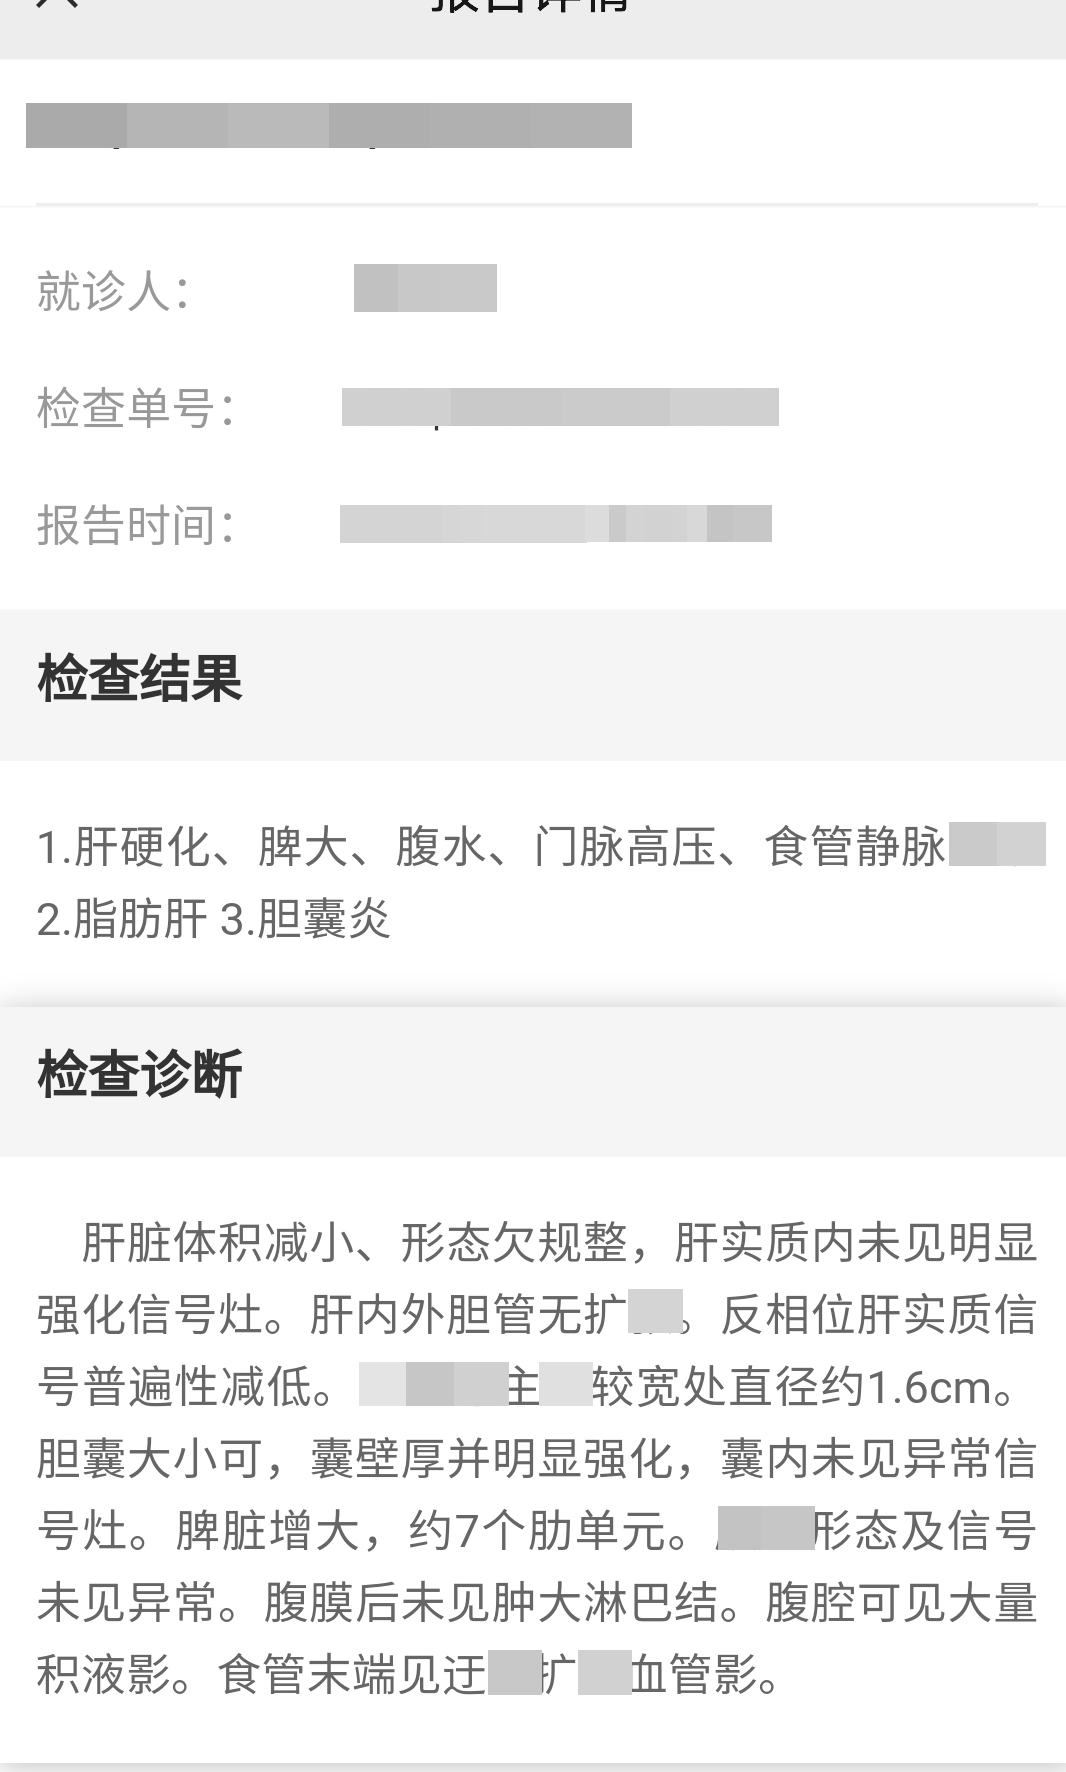 报告详情
就诊人：
检查单号：
报告时间：
检查结果
1.肝硬化、脾大、腹水、门脉高压、食管静脉
2.脂肪肝 3.胆囊炎
检查诊断
肝脏体积减小、形态欠规整，肝实质内未见明显
强化信号灶。肝内外胆管无扩。反相位肝实质信
号普遍性减低。主较宽处直径约1.6cm。
胆囊大小可，囊壁厚并明显强化，囊内未见异常信
号灶。脾脏增大，约7个肋单元。形态及信号
未见异常。腹膜后未见肿大淋巴结。腹腔可见大量
积液影。食管末端见迂扩血管影。